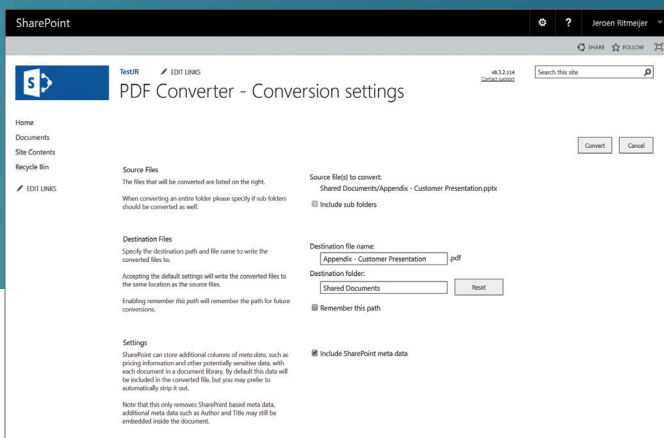 SharePoint
? Jeroen Ritmeijer
SHARE FOLLOW
S
TestJR EDIT LINKS
v8.3.2.114
Contact support
Search this site
PDF Converter - Conversion settings
Home
Documents
Site Contents
Recycle Bin
EDIT LINKS
Convert Cancel
Source Files
The files that will be converted are listed on the right.
When converting an entire folder please specify if sub folders
should be converted as well.
Source file(s) to convert:
Shared Documents/Appendix - Customer Presentation.pptx
Include sub folders
Destination Files
Specify the destination path and file name to write the
converted files to.
Accepting the default settings will write the converted files to
the same location as the source files.
Enabling remember this path will remember the path for future
conversions.
Destination file name:
Appendix - Customer Presentation .pdf
Destination folder:
Shared Documents Reset
Remember this path
Settings
SharePoint can store additional columns of meta data, such as
pricing information and other potentially sensitive data, with
each document in a document library. By default this data will
be included in the converted file, but you may prefer to
automatically strip it out.
Note that this only removes SharePoint based meta data,
additional meta data such as Author and Title may still be
embedded inside the document.
Include SharePoint meta data